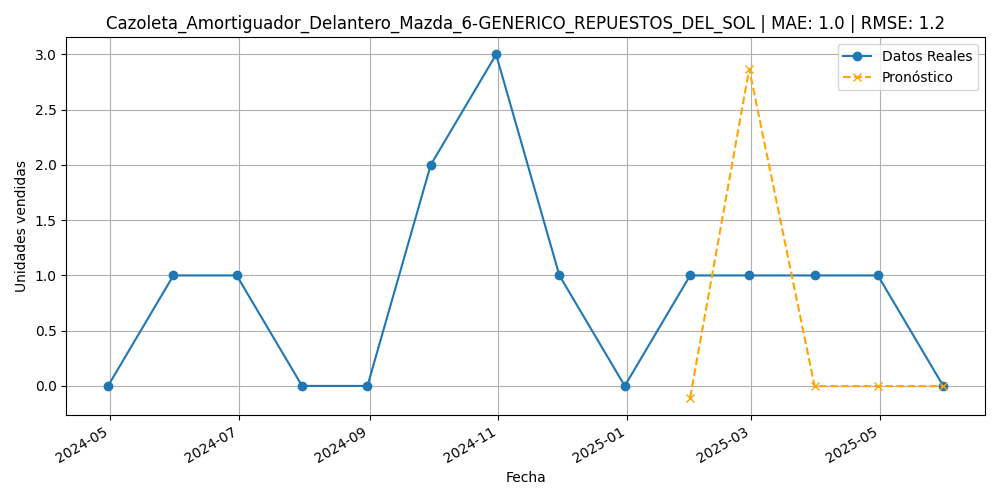 Cazoleta_Amortiguador_Delantero_Mazda_6-GENERICO_REPUESTOS_DEL_SOL | MAE: 1.0 | RMSE: 1.2
Datos Reales
Pronóstico
3.0
2.5
2.0
1.5
1.0
0.5
0.0
Unidades vendidas
2024-05
2024-07
2024-09
2024-11
2025-01
2025-03
2025-05
Fecha